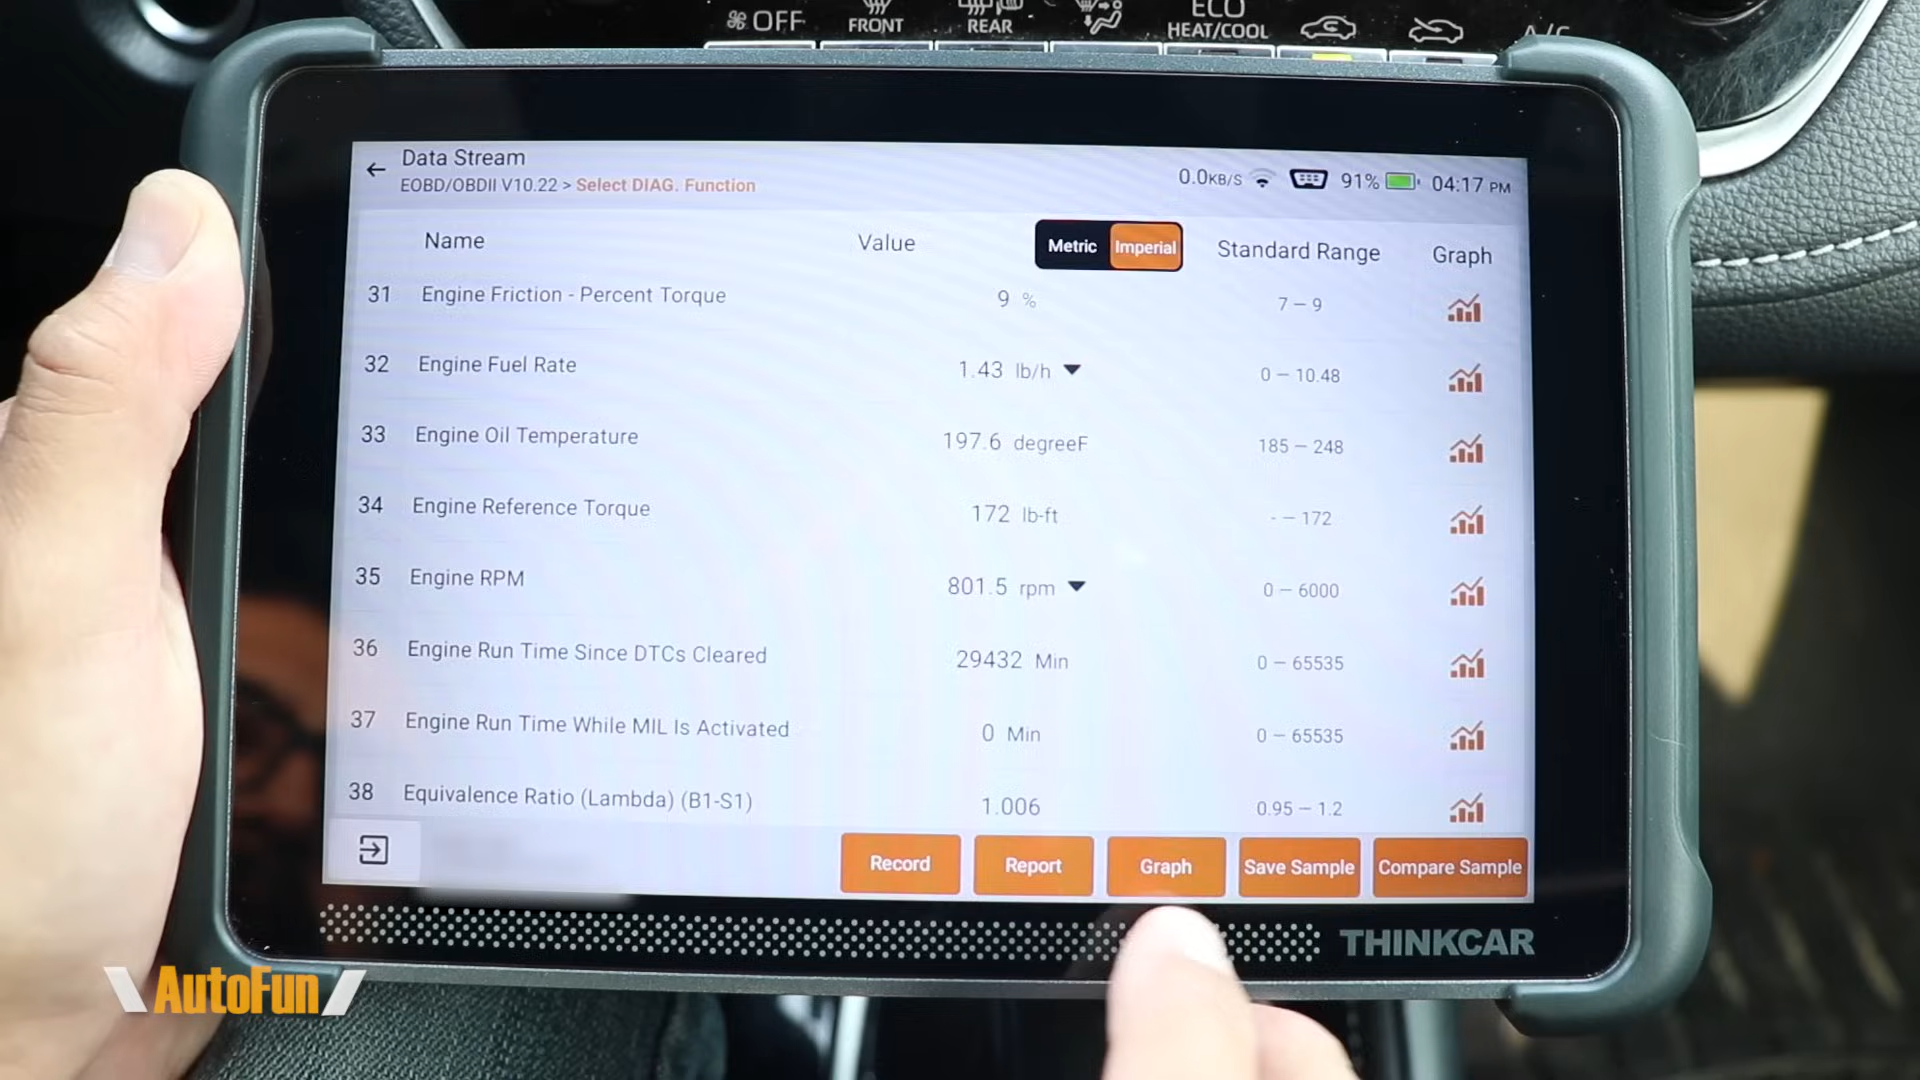 OFF FRONT REAR ECO HEAT/COOL A/C
Data Stream
EOBD/OBDII V10.22 > Select DIAG. Function
0.0KB/S 91% 04:17 PM
Name Value Metric Imperial Standard Range Graph
31 Engine Friction - Percent Torque 9 % 7 – 9
32 Engine Fuel Rate 1.43 lb/h 0 – 10.48
33 Engine Oil Temperature 197.6 degreeF 185 – 248
34 Engine Reference Torque 172 lb-ft - – 172
35 Engine RPM 801.5 rpm 0 – 6000
36 Engine Run Time Since DTCs Cleared 29432 Min 0 – 65535
37 Engine Run Time While MIL Is Activated 0 Min 0 – 65535
38 Equivalence Ratio (Lambda) (B1-S1) 1.006 0.95 – 1.2
Record Report Graph Save Sample Compare Sample
THINKCAR
AutoFun